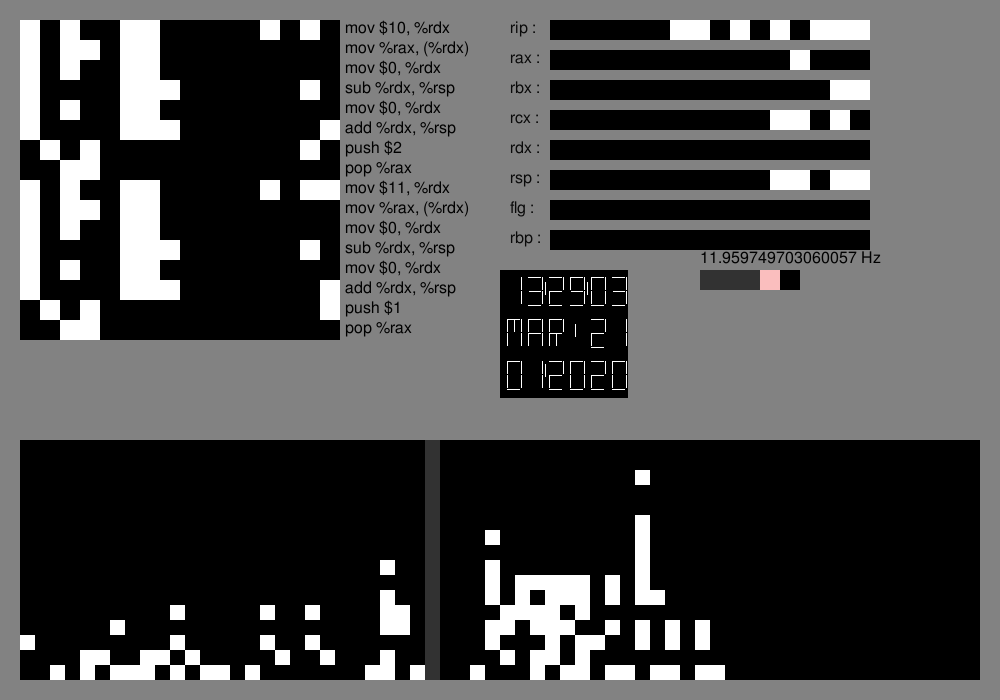 mov $10, %rdx
mov %rax, (%rdx)
mov $0, %rdx
sub %rdx, %rsp
mov $0, %rdx
add %rdx, %rsp
push $2
pop %rax
mov $11, %rdx
mov %rax, (%rdx)
mov $0, %rdx
sub %rdx, %rsp
mov $0, %rdx
add %rdx, %rsp
push $1
pop %rax
rip :
rax :
rbx :
rcx :
rdx :
rsp :
flg :
rbp :
11.959749703060057 Hz
13:29:03
MAR 21
01 2020